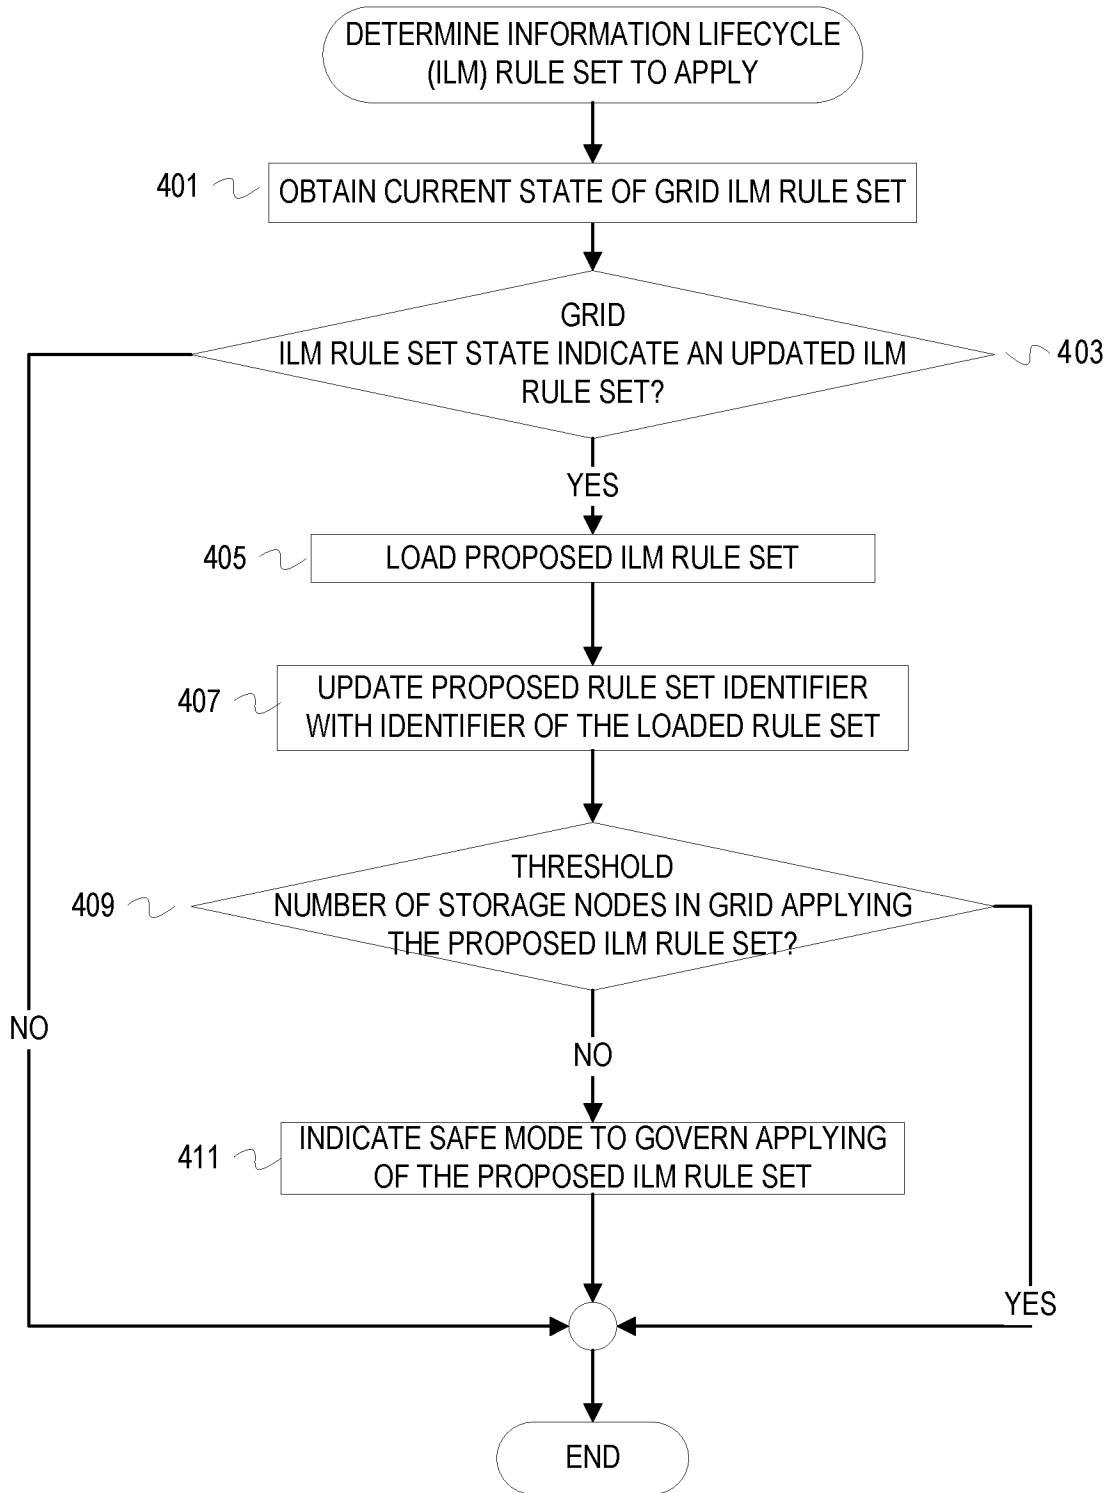 DETERMINE INFORMATION LIFECYCLE
(ILM) RULE SET TO APPLY
401
OBTAIN CURRENT STATE OF GRID ILM RULE SET
GRID
ILM RULE SET STATE INDICATE AN UPDATED ILM
RULE SET?
403
YES
405
LOAD PROPOSED ILM RULE SET
407
UPDATE PROPOSED RULE SET IDENTIFIER
WITH IDENTIFIER OF THE LOADED RULE SET
409
THRESHOLD
NUMBER OF STORAGE NODES IN GRID APPLYING
THE PROPOSED ILM RULE SET?
NO
NO
411
INDICATE SAFE MODE TO GOVERN APPLYING
OF THE PROPOSED ILM RULE SET
YES
END